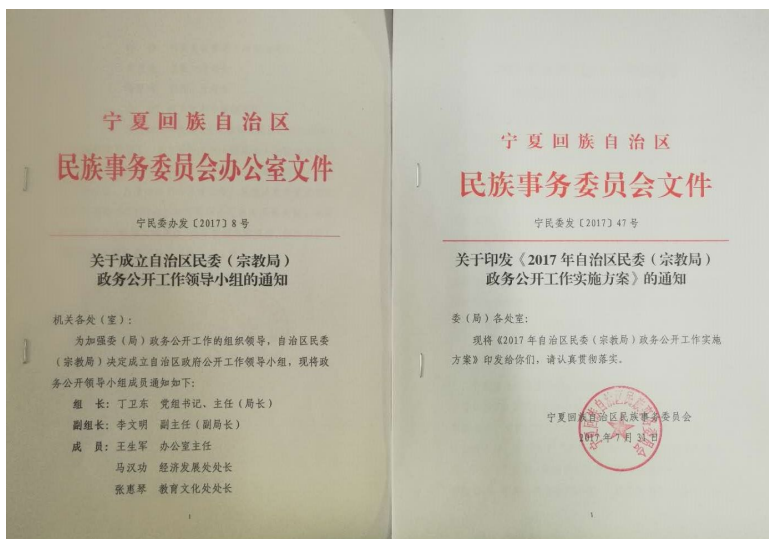 宁夏回族自治区
民族事务委员会办公室文件
宁民委办发〔2017〕8号
关于成立自治区民委（宗教局）
政务公开工作领导小组的通知
机关各处（室）：
为加强委（局）政务公开工作的组织领导，自治区民委
（宗教局）决定成立自治区政府公开工作领导小组，现将政
务公开领导小组成员通知如下：
组　长：丁卫东　党组书记、主任（局长）
副组长：李文明　副主任（副局长）
成　员：王生军　办公室主任
马汉功　经济发展处处长
张惠琴　教育文化处处长
1
宁夏回族自治区
民族事务委员会文件
宁民委发〔2017〕47号
关于印发《2017年自治区民委（宗教局）
政务公开工作实施方案》的通知
委（局）各处室：
现将《2017年自治区民委（宗教局）政务公开工作实施
方案》印发给你们，请认真贯彻落实。
宁夏回族自治区民族事务委员会
2017年7月31日
1